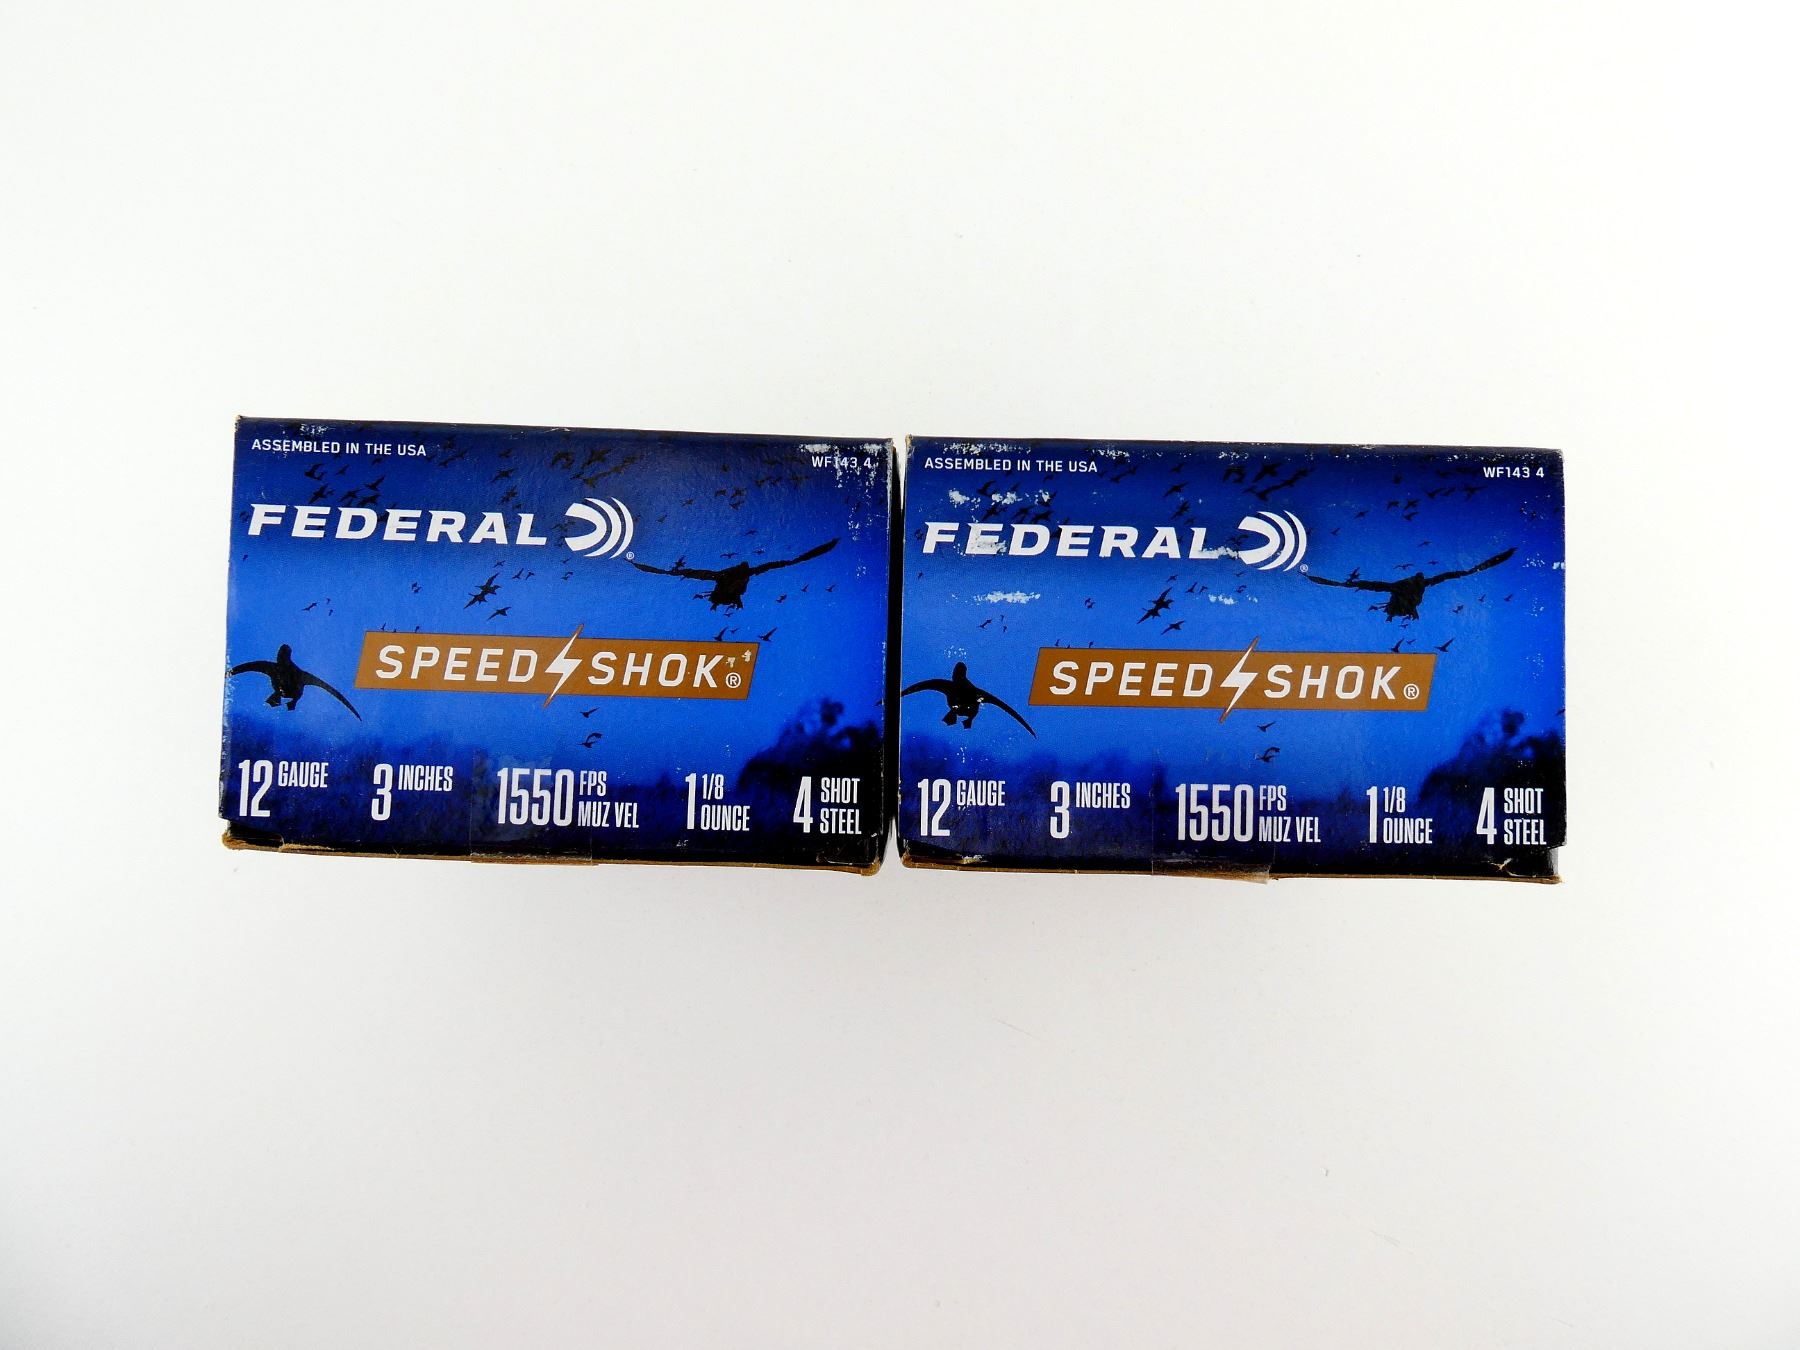 ASSEMBLED IN THE USA
WF143 4
FEDERAL®
SPEED SHOK®
12 GAUGE 3 INCHES 1550 FPS MUZ VEL 1 1/8 OUNCE 4 SHOT STEEL
ASSEMBLED IN THE USA
WF143 4
FEDERAL®
SPEED SHOK®
12 GAUGE 3 INCHES 1550 FPS MUZ VEL 1 1/8 OUNCE 4 SHOT STEEL